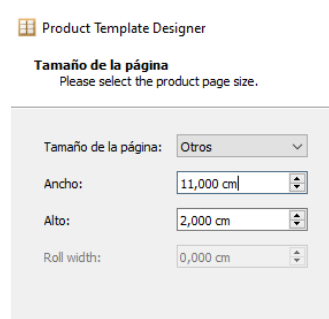 Product Template Designer
Tamaño de la página
Please select the product page size.
Tamaño de la página: Otros
Ancho: 11,000 cm
Alto: 2,000 cm
Roll width: 0,000 cm